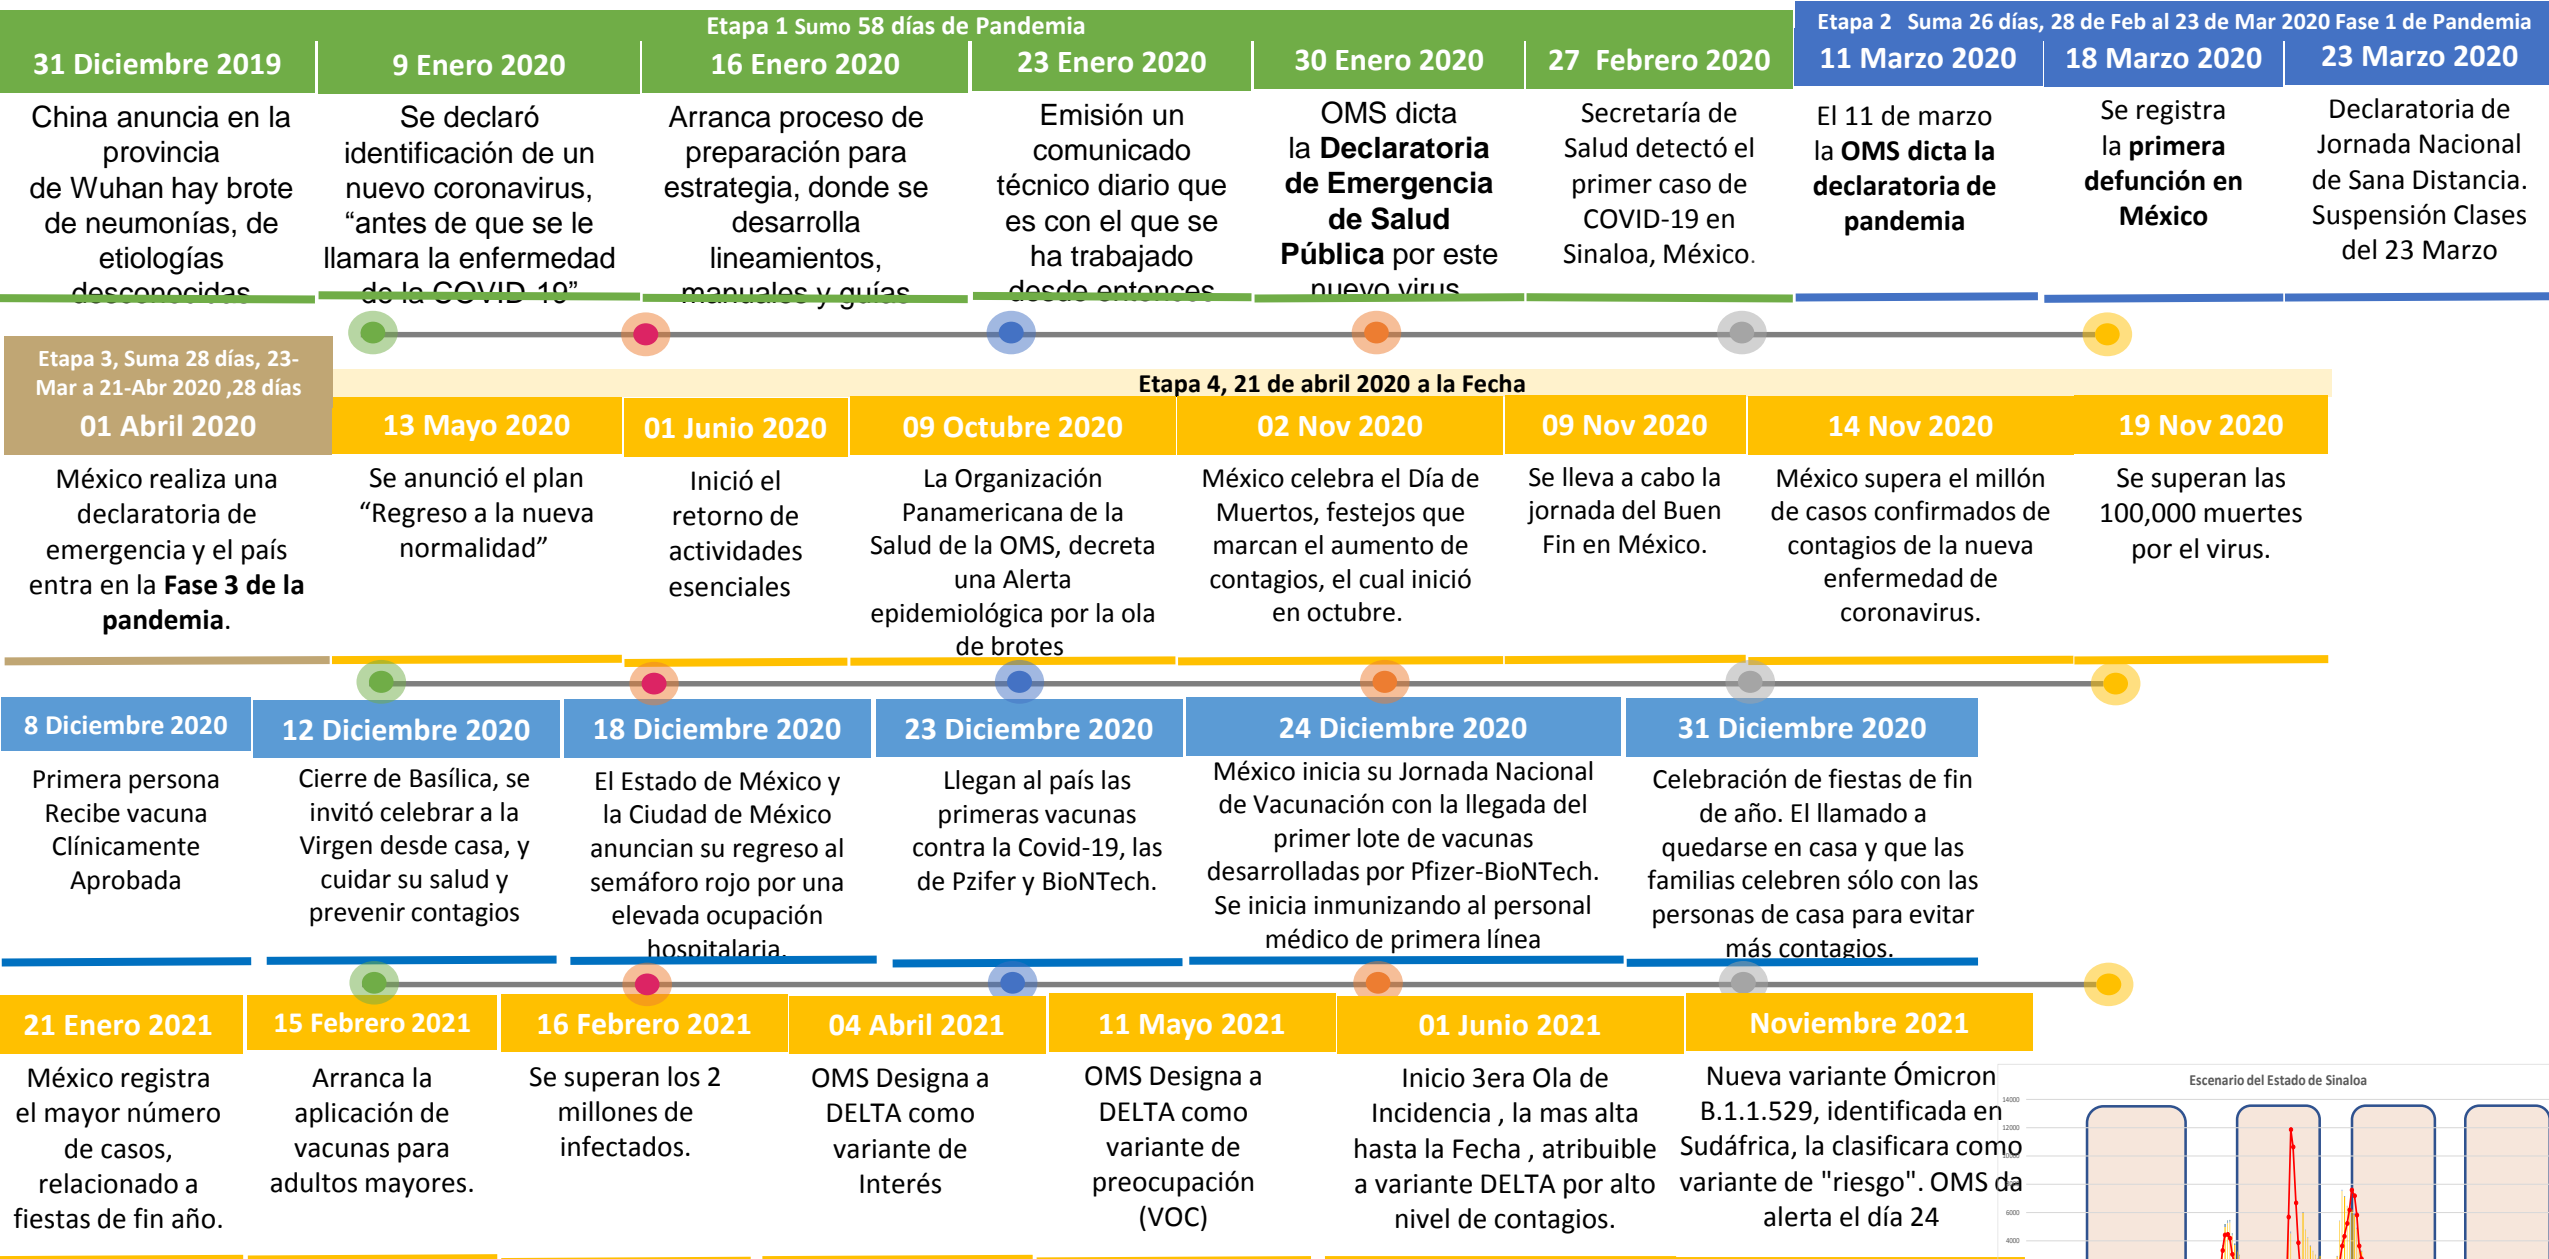 Etapa 1 Sumo 58 días de Pandemia
Etapa 2 Suma 26 días, 28 de Feb al 23 de Mar 2020 Fase 1 de Pandemia
31 Diciembre 2019
China anuncia en la
provincia
de Wuhan hay brote
de neumonías, de
etiologías
desconocidas
9 Enero 2020
Se declaró
identificación de un
nuevo coronavirus,
“antes de que se le
llamara la enfermedad
de la COVID-19”
16 Enero 2020
Arranca proceso de
preparación para
estrategia, donde se
desarrolla
lineamientos,
manuales y guías
23 Enero 2020
Emisión un
comunicado
técnico diario que
es con el que se
ha trabajado
desde entonces
30 Enero 2020
OMS dicta
la Declaratoria
de Emergencia
de Salud
Pública por este
nuevo virus
27 Febrero 2020
Secretaría de
Salud detectó el
primer caso de
COVID-19 en
Sinaloa, México.
11 Marzo 2020
El 11 de marzo
la OMS dicta la
declaratoria de
pandemia
18 Marzo 2020
Se registra
la primera
defunción en
México
23 Marzo 2020
Declaratoria de
Jornada Nacional
de Sana Distancia.
Suspensión Clases
del 23 Marzo
Etapa 3, Suma 28 días, 23-
Mar a 21-Abr 2020 ,28 días
Etapa 4, 21 de abril 2020 a la Fecha
01 Abril 2020
México realiza una
declaratoria de
emergencia y el país
entra en la Fase 3 de la
pandemia.
13 Mayo 2020
Se anunció el plan
“Regreso a la nueva
normalidad”
01 Junio 2020
Inició el
retorno de
actividades
esenciales
09 Octubre 2020
La Organización
Panamericana de la
Salud de la OMS, decreta
una Alerta
epidemiológica por la ola
de brotes
02 Nov 2020
México celebra el Día de
Muertos, festejos que
marcan el aumento de
contagios, el cual inició
en octubre.
09 Nov 2020
Se lleva a cabo la
jornada del Buen
Fin en México.
14 Nov 2020
México supera el millón
de casos confirmados de
contagios de la nueva
enfermedad de
coronavirus.
19 Nov 2020
Se superan las
100,000 muertes
por el virus.
8 Diciembre 2020
Primera persona
Recibe vacuna
Clínicamente
Aprobada
12 Diciembre 2020
Cierre de Basílica, se
invitó celebrar a la
Virgen desde casa, y
cuidar su salud y
prevenir contagios
18 Diciembre 2020
El Estado de México y
la Ciudad de México
anuncian su regreso al
semáforo rojo por una
elevada ocupación
hospitalaria.
23 Diciembre 2020
Llegan al país las
primeras vacunas
contra la Covid-19, las
de Pzifer y BioNTech.
24 Diciembre 2020
México inicia su Jornada Nacional
de Vacunación con la llegada del
primer lote de vacunas
desarrolladas por Pfizer-BioNTech.
Se inicia inmunizando al personal
médico de primera línea
31 Diciembre 2020
Celebración de fiestas de fin
de año. El llamado a
quedarse en casa y que las
familias celebren sólo con las
personas de casa para evitar
más contagios.
21 Enero 2021
México registra
el mayor número
de casos,
relacionado a
fiestas de fin año.
15 Febrero 2021
Arranca la
aplicación de
vacunas para
adultos mayores.
16 Febrero 2021
Se superan los 2
millones de
infectados.
04 Abril 2021
OMS Designa a
DELTA como
variante de
Interés
11 Mayo 2021
OMS Designa a
DELTA como
variante de
preocupación
(VOC)
01 Junio 2021
Inicio 3era Ola de
Incidencia , la mas alta
hasta la Fecha , atribuible
a variante DELTA por alto
nivel de contagios.
Noviembre 2021
Nueva variante Ómicron
B.1.1.529, identificada en
Sudáfrica, la clasificara como
variante de "riesgo". OMS da
alerta el día 24
Escenario del Estado de Sinaloa
14000
12000
10000
6000
4000